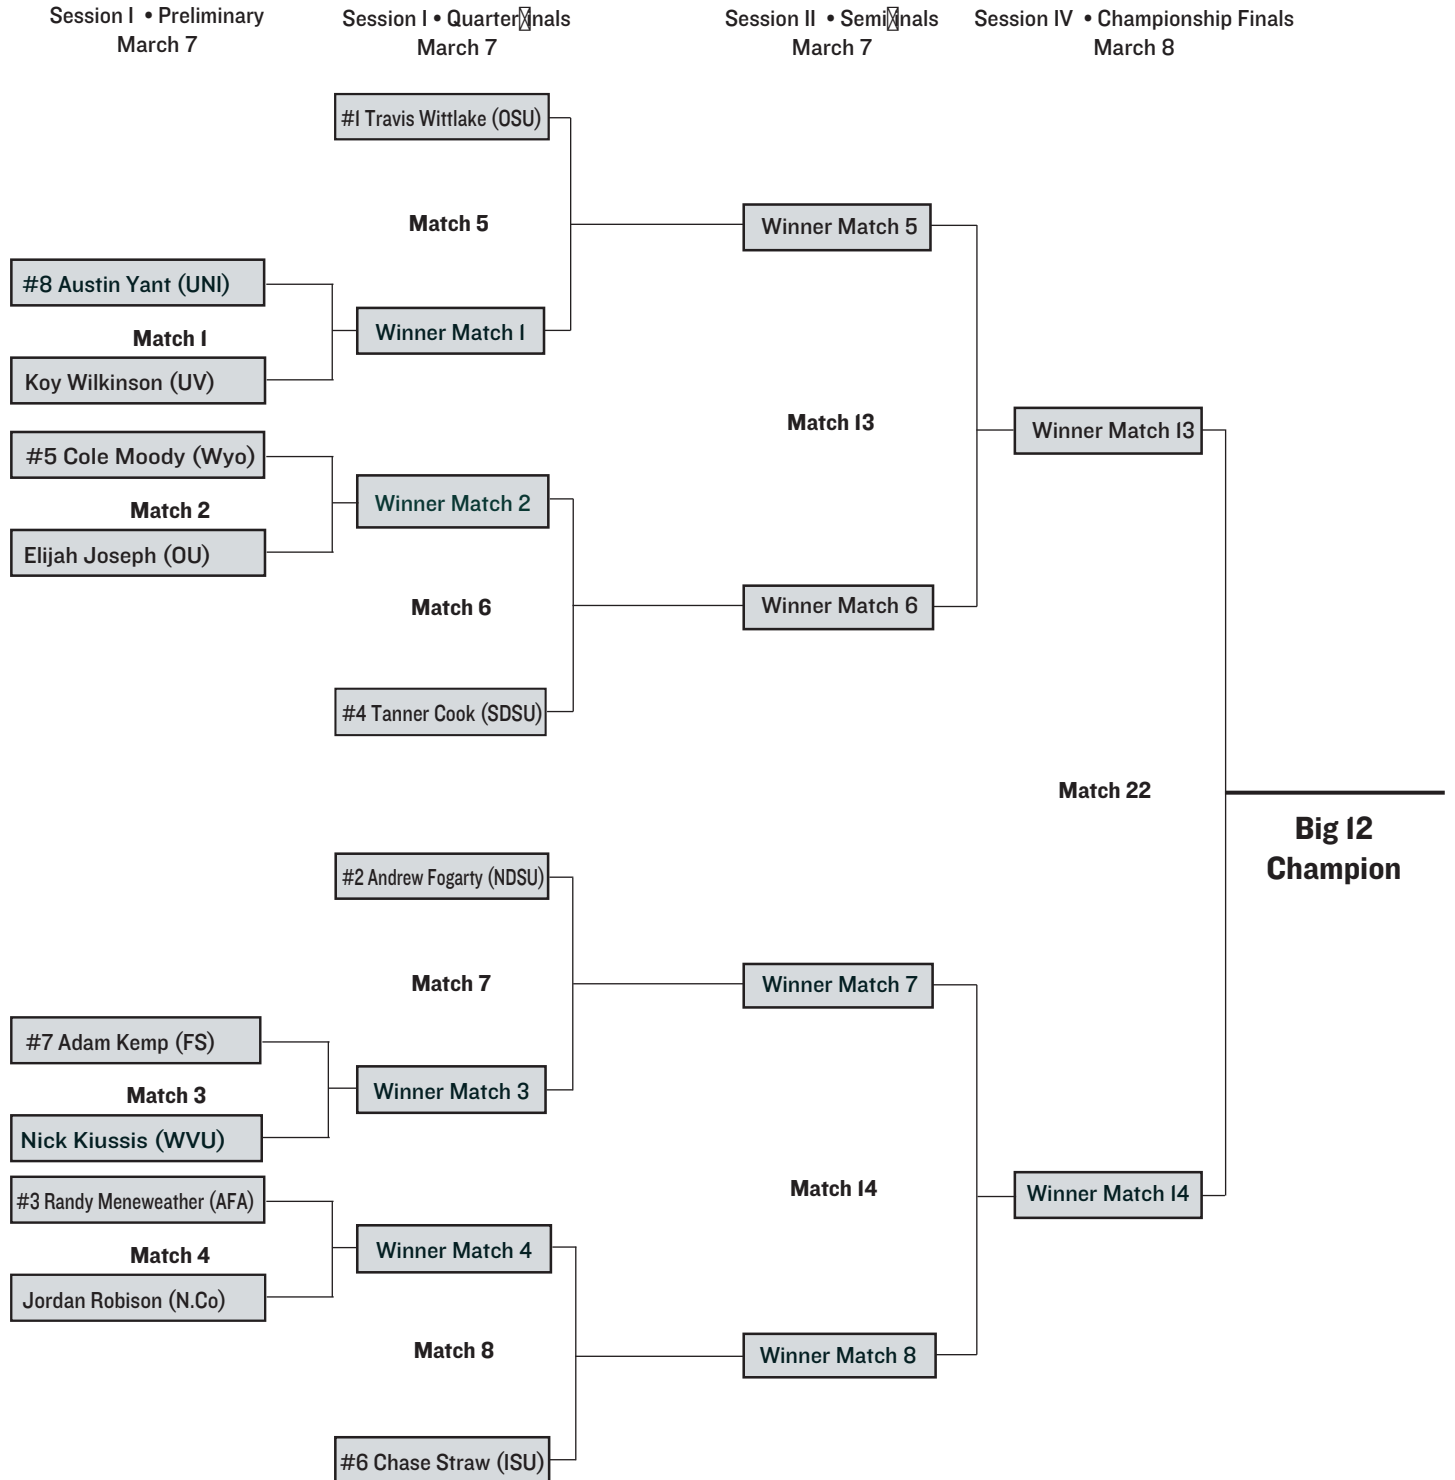 Session I • Preliminary
March 7
Session I • Quarterfinals
March 7
Session II • Semifinals
March 7
Session IV • Championship Finals
March 8
#1 Travis Wittlake (OSU)
Match 5
Winner Match 5
#8 Austin Yant (UNI)
Match 1
Winner Match 1
Koy Wilkinson (UV)
Match 13
Winner Match 13
#5 Cole Moody (Wyo)
Match 2
Winner Match 2
Elijah Joseph (OU)
Match 6
Winner Match 6
#4 Tanner Cook (SDSU)
Match 22
Big 12
Champion
#2 Andrew Fogarty (NDSU)
Match 7
Winner Match 7
#7 Adam Kemp (FS)
Match 3
Winner Match 3
Nick Kiussis (WVU)
#3 Randy Meneweather (AFA)
Match 14
Winner Match 14
Match 4
Winner Match 4
Jordan Robison (N.Co)
Match 8
Winner Match 8
#6 Chase Straw (ISU)